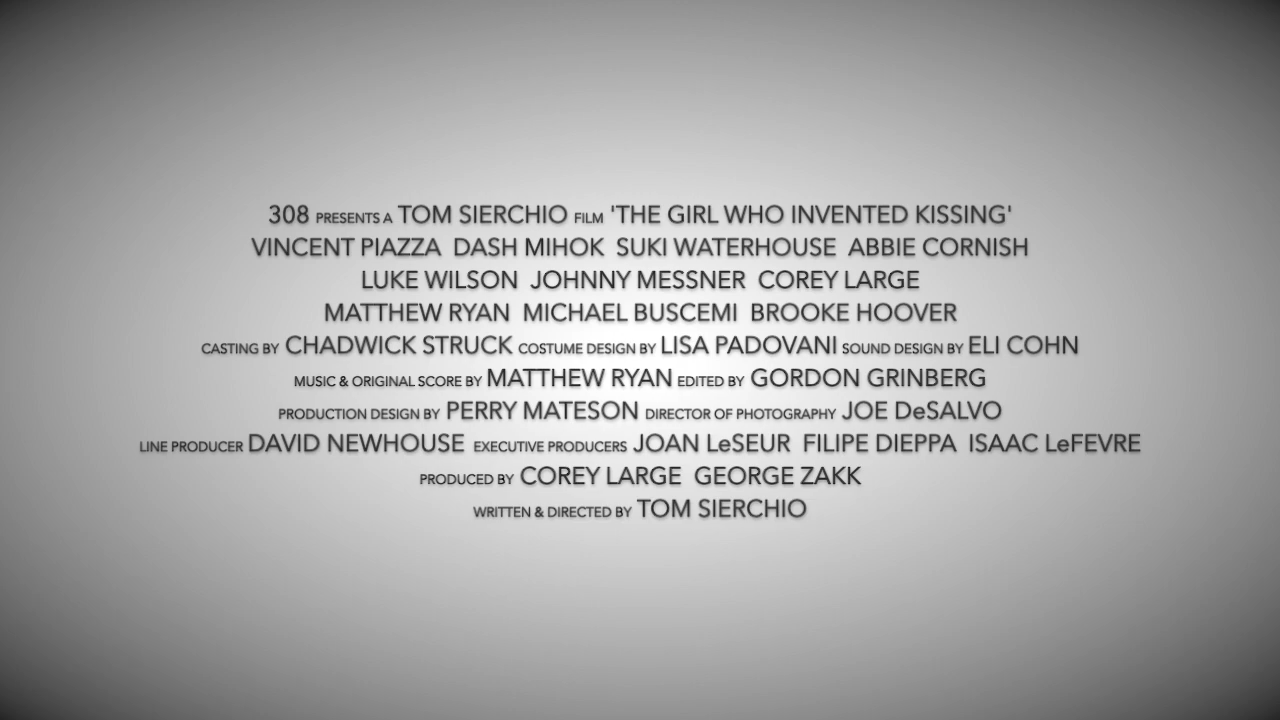 308 PRESENTS A TOM SIERCHIO FILM 'THE GIRL WHO INVENTED KISSING'
VINCENT PIAZZA DASH MIHOK SUKI WATERHOUSE ABBIE CORNISH
LUKE WILSON JOHNNY MESSNER COREY LARGE
MATTHEW RYAN MICHAEL BUSCEMI BROOKE HOOVER
CASTING BY CHADWICK STRUCK COSTUME DESIGN BY LISA PADOVANI SOUND DESIGN BY ELI COHN
MUSIC & ORIGINAL SCORE BY MATTHEW RYAN EDITED BY GORDON GRINBERG
PRODUCTION DESIGN BY PERRY MATESON DIRECTOR OF PHOTOGRAPHY JOE DeSALVO
LINE PRODUCER DAVID NEWHOUSE EXECUTIVE PRODUCERS JOAN LeSEUR FILIPE DIEPPA ISAAC LeFEVRE
PRODUCED BY COREY LARGE GEORGE ZAKK
WRITTEN & DIRECTED BY TOM SIERCHIO